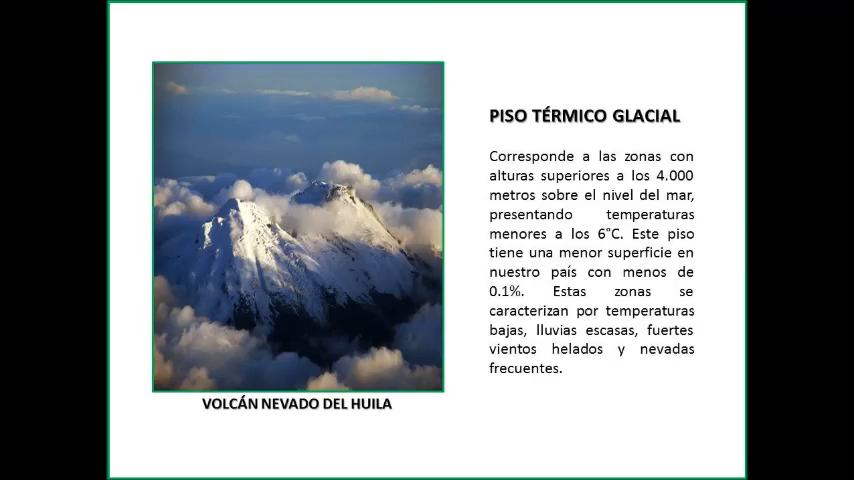 PISO TÉRMICO GLACIAL
Corresponde a las zonas con
alturas superiores a los 4.000
metros sobre el nivel del mar,
presentando temperaturas
menores a los 6°C. Este piso
tiene una menor superficie en
nuestro país con menos de
0.1%. Estas zonas se
caracterizan por temperaturas
bajas, lluvias escasas, fuertes
vientos helados y nevadas
frecuentes.
VOLCÁN NEVADO DEL HUILA